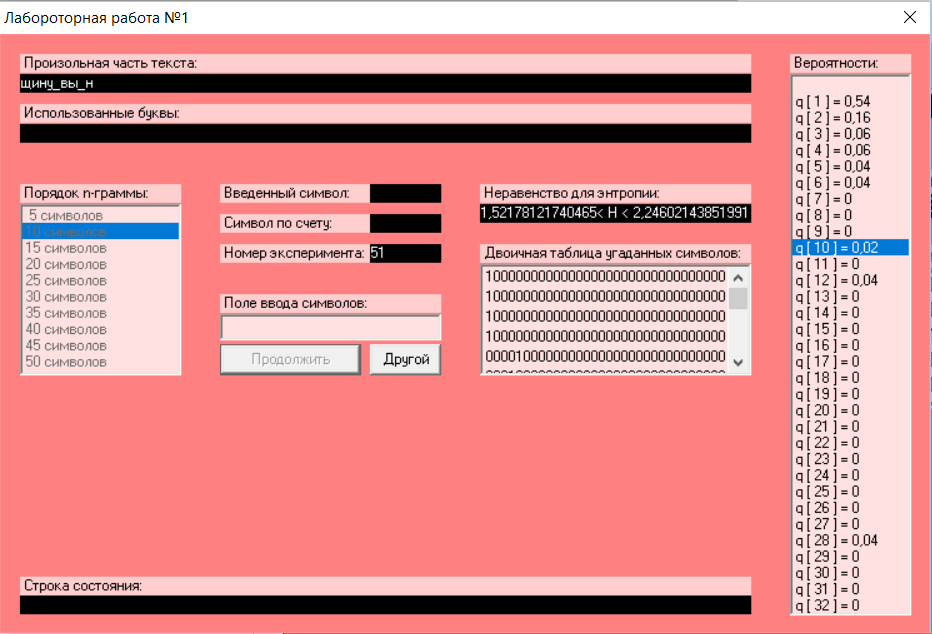 Лабороторная работа №1
Произольная часть текста:
щину_вы_н
Использованные буквы:
Порядок n-граммы:
5 символов
10 символов
15 символов
20 символов
25 символов
30 символов
35 символов
40 символов
45 символов
50 символов
Введенный символ:
Символ по счету:
Номер эксперимента: 51
Поле ввода символов:
Продолжить
Другой
Неравенство для энтропии:
1,52178121740465< H < 2,24602143851991
Двоичная таблица угаданных символов:
10000000000000000000000000000000
10000000000000000000000000000000
10000000000000000000000000000000
10000000000000000000000000000000
00001000000000000000000000000000
Строка состояния:
Вероятности:
q [ 1 ] = 0,54
q [ 2 ] = 0,16
q [ 3 ] = 0,06
q [ 4 ] = 0,06
q [ 5 ] = 0,04
q [ 6 ] = 0,04
q [ 7 ] = 0
q [ 8 ] = 0
q [ 9 ] = 0
q [ 10 ] = 0,02
q [ 11 ] = 0
q [ 12 ] = 0,04
q [ 13 ] = 0
q [ 14 ] = 0
q [ 15 ] = 0
q [ 16 ] = 0
q [ 17 ] = 0
q [ 18 ] = 0
q [ 19 ] = 0
q [ 20 ] = 0
q [ 21 ] = 0
q [ 22 ] = 0
q [ 23 ] = 0
q [ 24 ] = 0
q [ 25 ] = 0
q [ 26 ] = 0
q [ 27 ] = 0
q [ 28 ] = 0,04
q [ 29 ] = 0
q [ 30 ] = 0
q [ 31 ] = 0
q [ 32 ] = 0